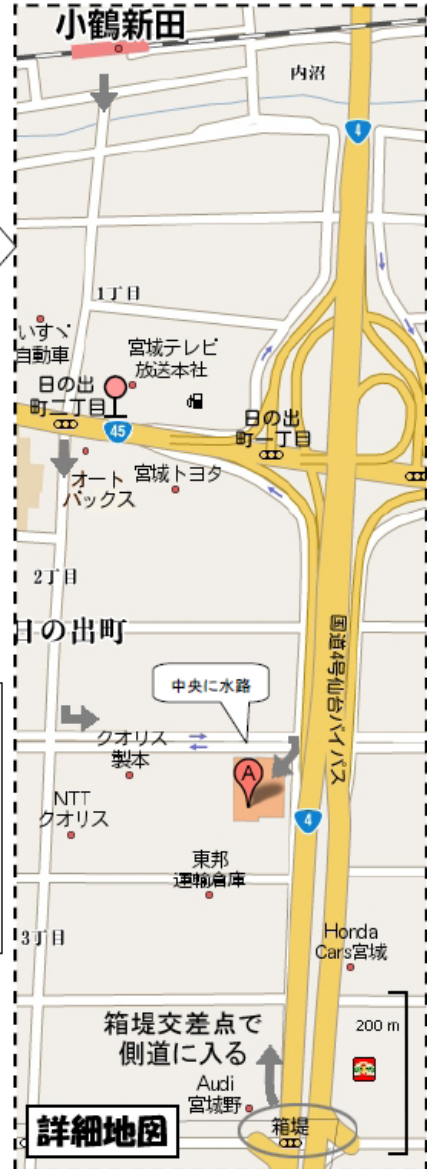 小鶴新田
内沼
4
1丁目
いすゞ
自動車
宮城テレビ
放送本社
日の出
町二丁目
日の出
町一丁目
45
オート
バックス
宮城トヨタ
2丁目
日の出町
国道4号仙台バイパス
中央に水路
クオリス
製本
A
NTT
クオリス
4
東邦
運輸倉庫
3丁目
Honda
Cars宮城
箱堤交差点で
側道に入る
200 m
Audi
宮城野
箱堤
詳細地図